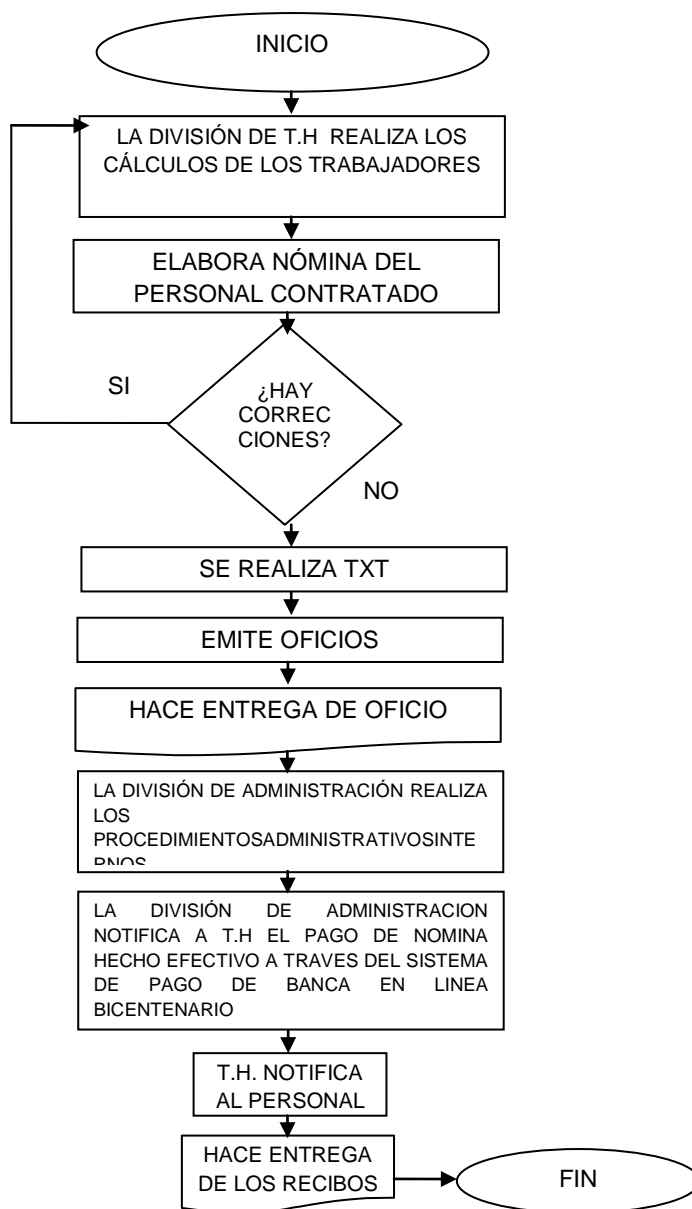 INICIO
LA DIVISIÓN DE T.H REALIZA LOS
CÁLCULOS DE LOS TRABAJADORES
ELABORA NÓMINA DEL
PERSONAL CONTRATADO
SI
¿HAY
CORREC
CIONES?
NO
SE REALIZA TXT
EMITE OFICIOS
HACE ENTREGA DE OFICIO
LA DIVISIÓN DE ADMINISTRACIÓN REALIZA
LOS
PROCEDIMIENTOSADMINISTRATIVOSINTE
RNOS
LA DIVISIÓN DE ADMINISTRACION
NOTIFICA A T.H EL PAGO DE NOMINA
HECHO EFECTIVO A TRAVES DEL SISTEMA
DE PAGO DE BANCA EN LINEA
BICENTENARIO
T.H. NOTIFICA
AL PERSONAL
HACE ENTREGA
DE LOS RECIBOS
FIN